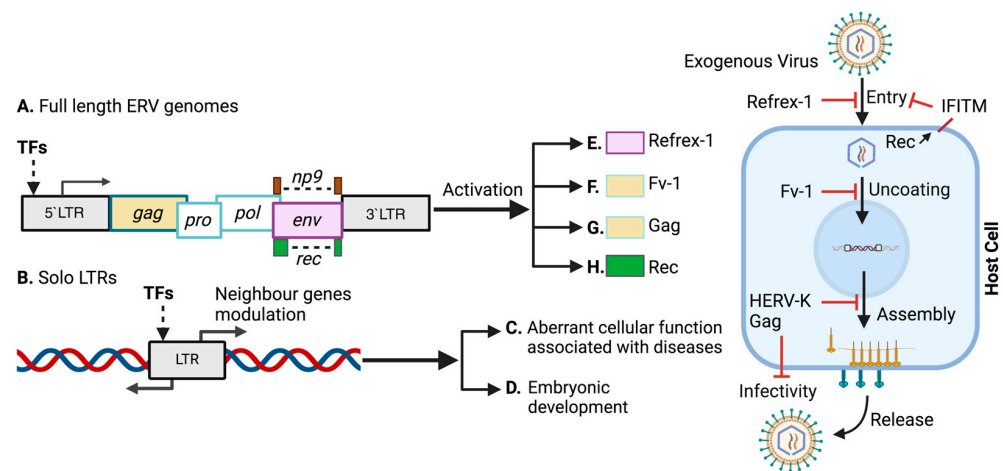 A. Full length ERV genomes
TFs
5`LTR
gag
pro
pol
np9
env
rec
3`LTR
Activation
E. Refrex-1
F. Fv-1
G. Gag
H. Rec
B. Solo LTRs
TFs
Neighbour genes
modulation
LTR
C. Aberrant cellular function
associated with diseases
D. Embryonic
development
Exogenous Virus
Refrex-1
Entry
IFITM
Rec
Fv-1
Uncoating
HERV-K
Gag
Assembly
Infectivity
Release
Host Cell